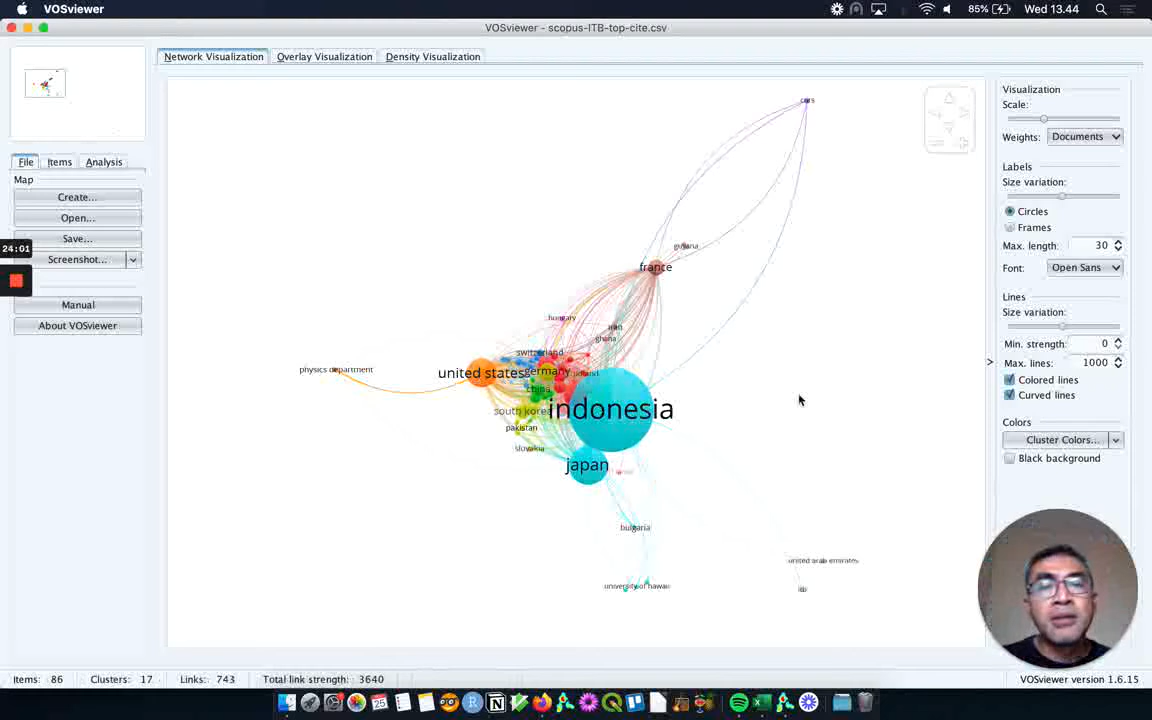 VOSviewer
85%
Wed 13.44
VOSviewer - scopus-ITB-top-cite.csv
Network Visualization
Overlay Visualization
Density Visualization
File
Items
Analysis
Map
Create...
Open...
Save...
24:01
Screenshot...
Manual
About VOSviewer
guyana
france
hungary
iran
ghana
switzerland
physics department
united states
germany
poland
china
south korea
indonesia
pakistan
slovakia
japan
bulgaria
united arab emirates
university of hawaii
Visualization
Scale:
Weights:
Documents
Labels
Size variation:
Circles
Frames
Max. length:
30
Font:
Open Sans
Lines
Size variation:
Min. strength:
0
>
Max. lines:
1000
Colored lines
Curved lines
Colors
Cluster Colors...
Black background
Items: 86
Clusters: 17
Links: 743
Total link strength: 3640
VOSviewer version 1.6.15